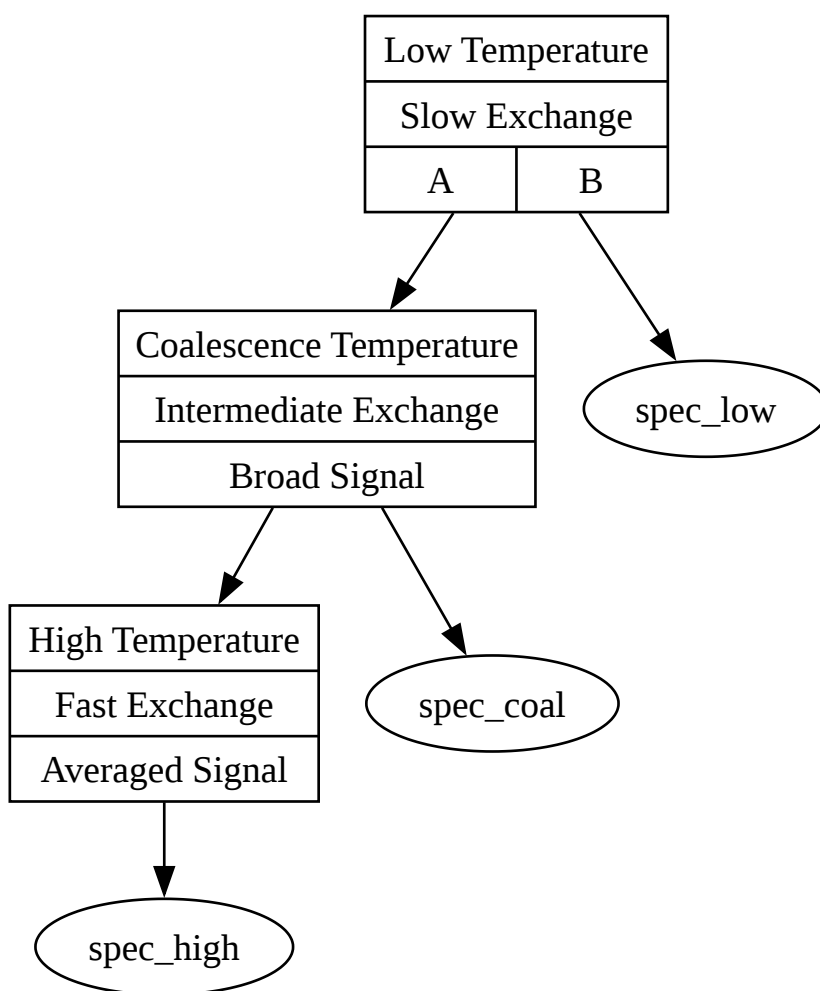 Low Temperature
Slow Exchange
A B
Coalescence Temperature
Intermediate Exchange
Broad Signal
spec_low
High Temperature
Fast Exchange
Averaged Signal
spec_coal
spec_high